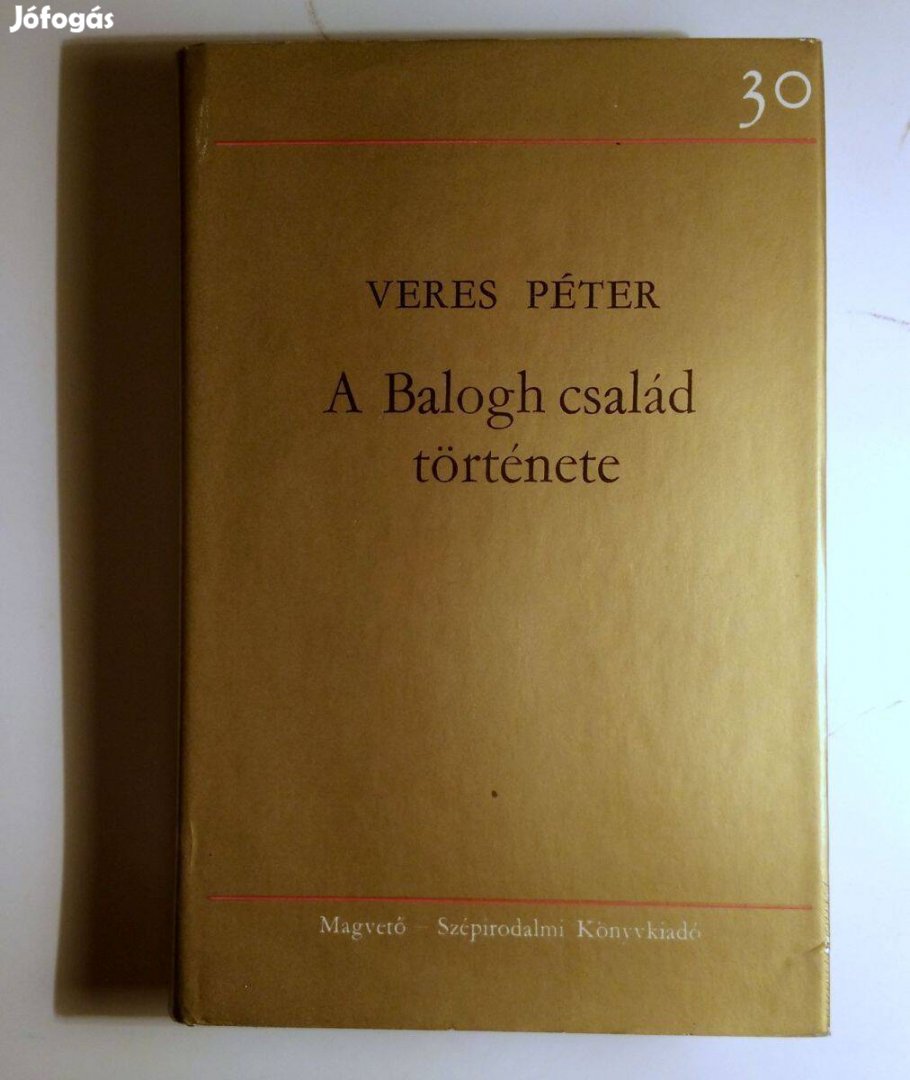 Jófogás
30
VERES PÉTER
A Balogh család
története
Magvető – Szépirodalmi Könyvkiadó